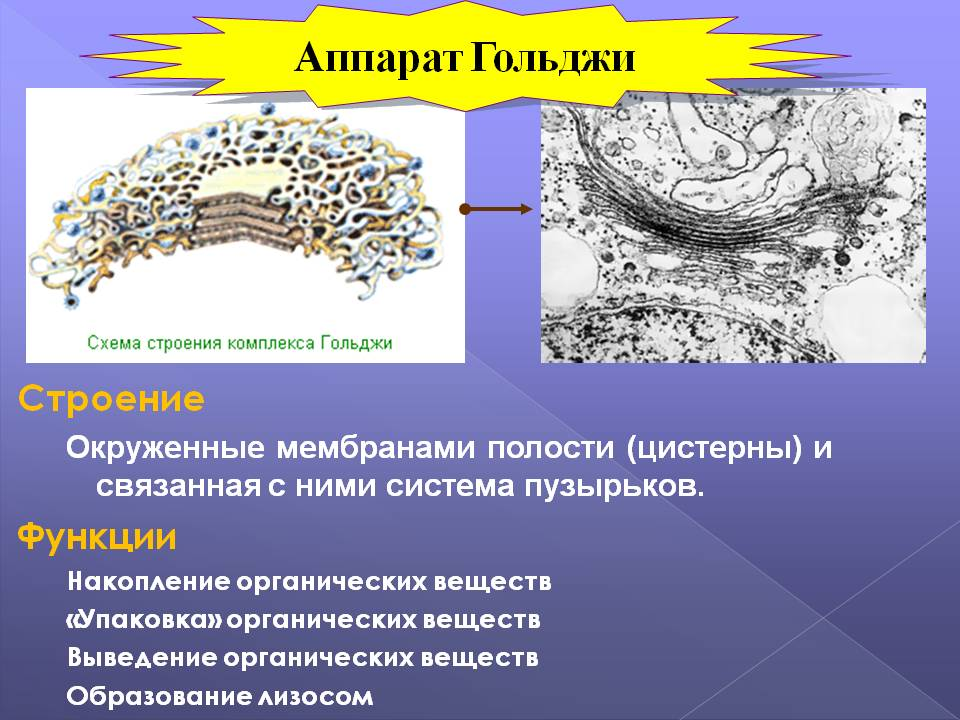 Аппарат Гольджи
Схема строения комплекса Гольджи
Строение
Окруженные мембранами полости (цистерны) и
связанная с ними система пузырьков.
Функции
Накопление органических веществ
«Упаковка» органических веществ
Выведение органических веществ
Образование лизосом